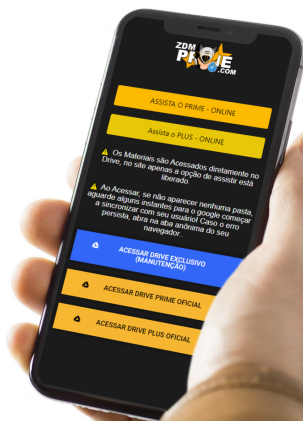 ZDM
PRIME
.COM
ASSISTA O PRIME - ONLINE
Assista o PLUS - ONLINE
⚠ Os Materiais são Acessados diretamente no
Drive, no site apenas a opção de assistir está
liberado.
⚠ Ao Acessar, se não aparecer nenhuma pasta,
aguarde alguns instantes para o google começar
a sincronizar com seu usuário! Caso o erro
persista, abra na aba anônima do seu
navegador.
ACESSAR DRIVE EXCLUSIVO
(MANUTENÇÃO)
ACESSAR DRIVE PRIME OFICIAL
ACESSAR DRIVE PLUS OFICIAL